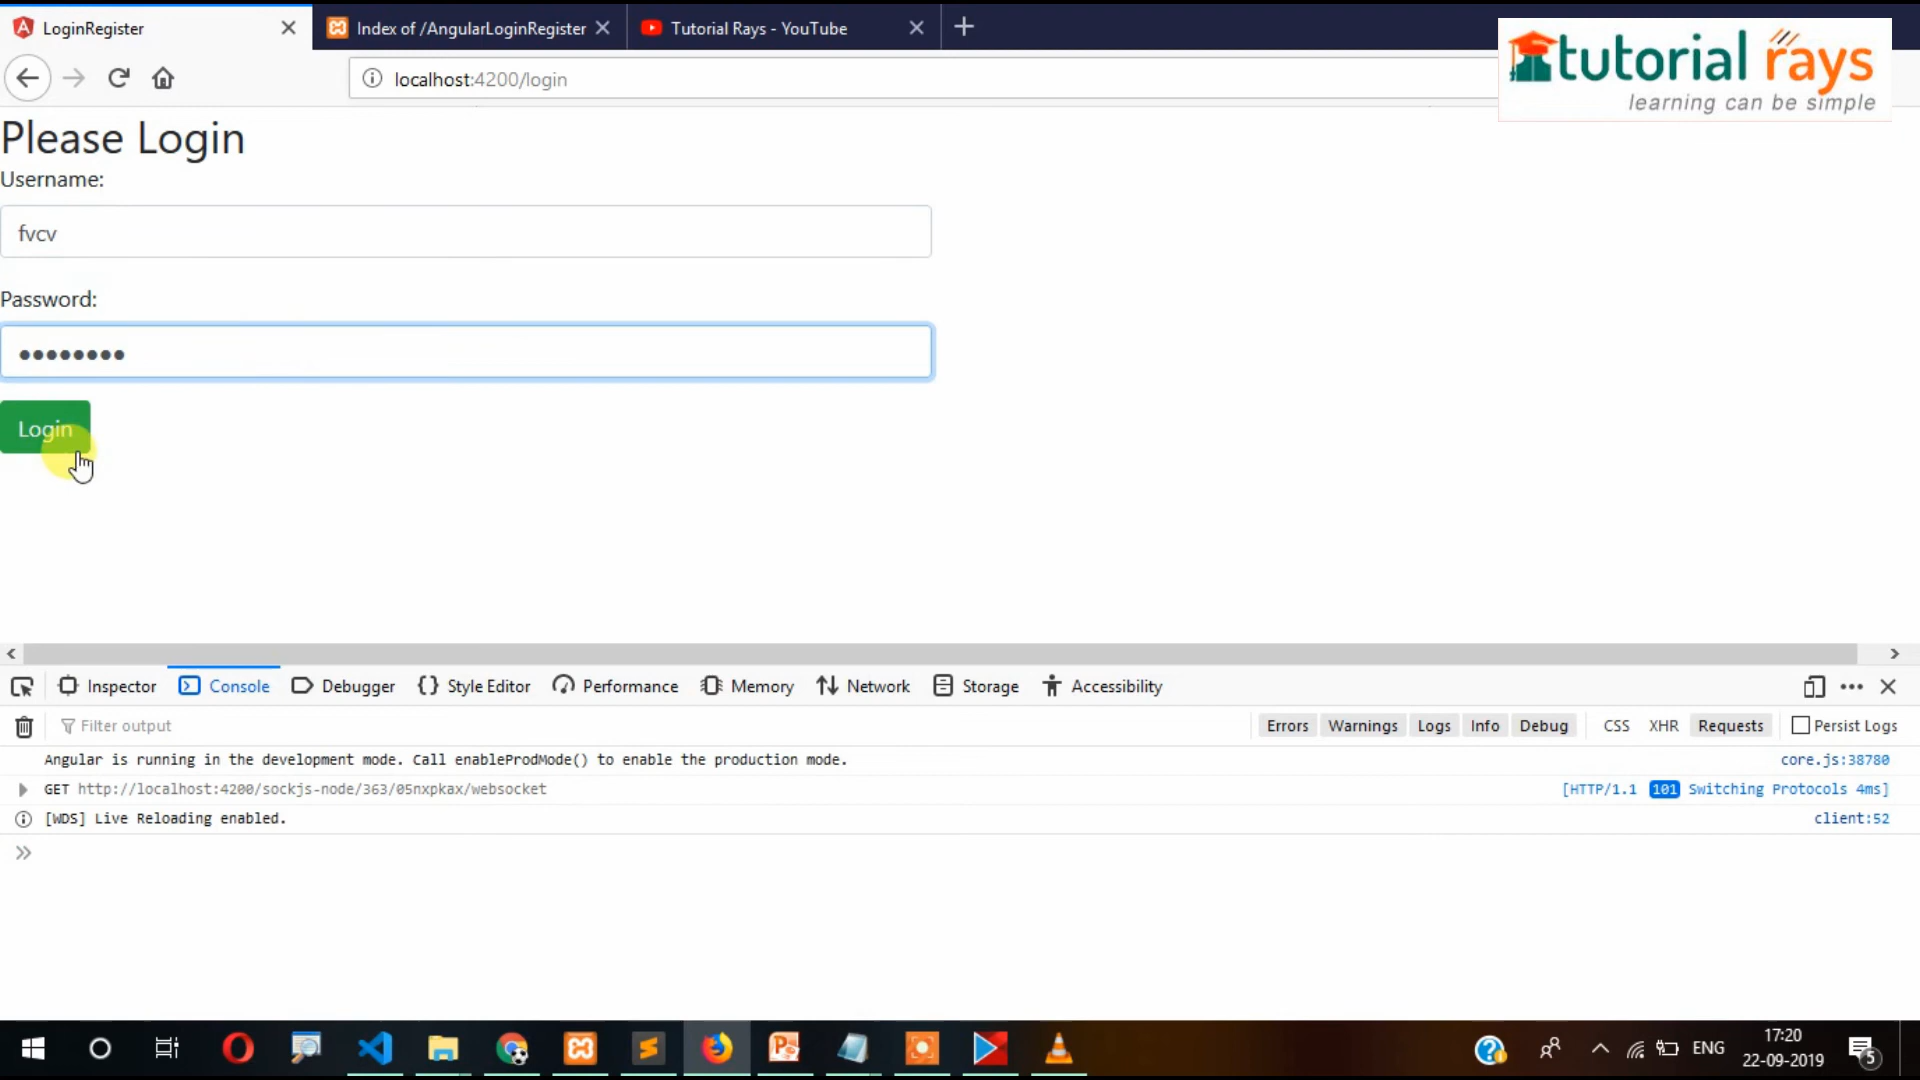 LoginRegister
Index of /AngularLoginRegister
Tutorial Rays - YouTube
localhost:4200/login
tutorial rays
learning can be simple
Please Login
Username:
fvcv
Password:
••••••••
Login
Inspector
Console
Debugger
Style Editor
Performance
Memory
Network
Storage
Accessibility
Filter output
Errors
Warnings
Logs
Info
Debug
CSS
XHR
Requests
Persist Logs
Angular is running in the development mode. Call enableProdMode() to enable the production mode.
core.js:38780
GET http://localhost:4200/sockjs-node/363/05nxpkax/websocket
[HTTP/1.1 101 Switching Protocols 4ms]
[WDS] Live Reloading enabled.
client:52
ENG
17:20
22-09-2019
5